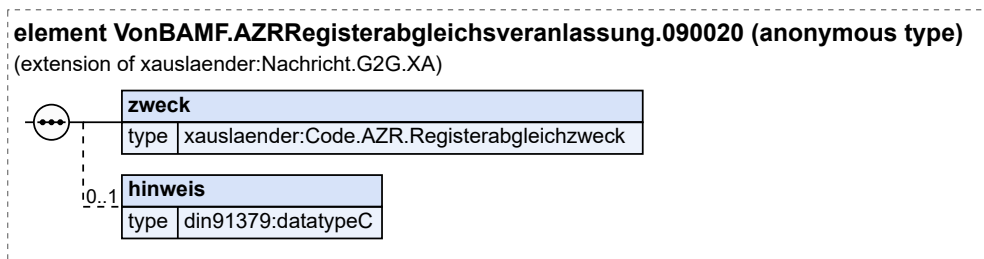 element VonBAMF.AZRRegisterabgleichsveranlassung.090020 (anonymous type)
(extension of xauslaender:Nachricht.G2G.XA)
zweck
type xauslaender:Code.AZR.Registerabgleichzweck
0..1
hinweis
type din91379:datatypeC